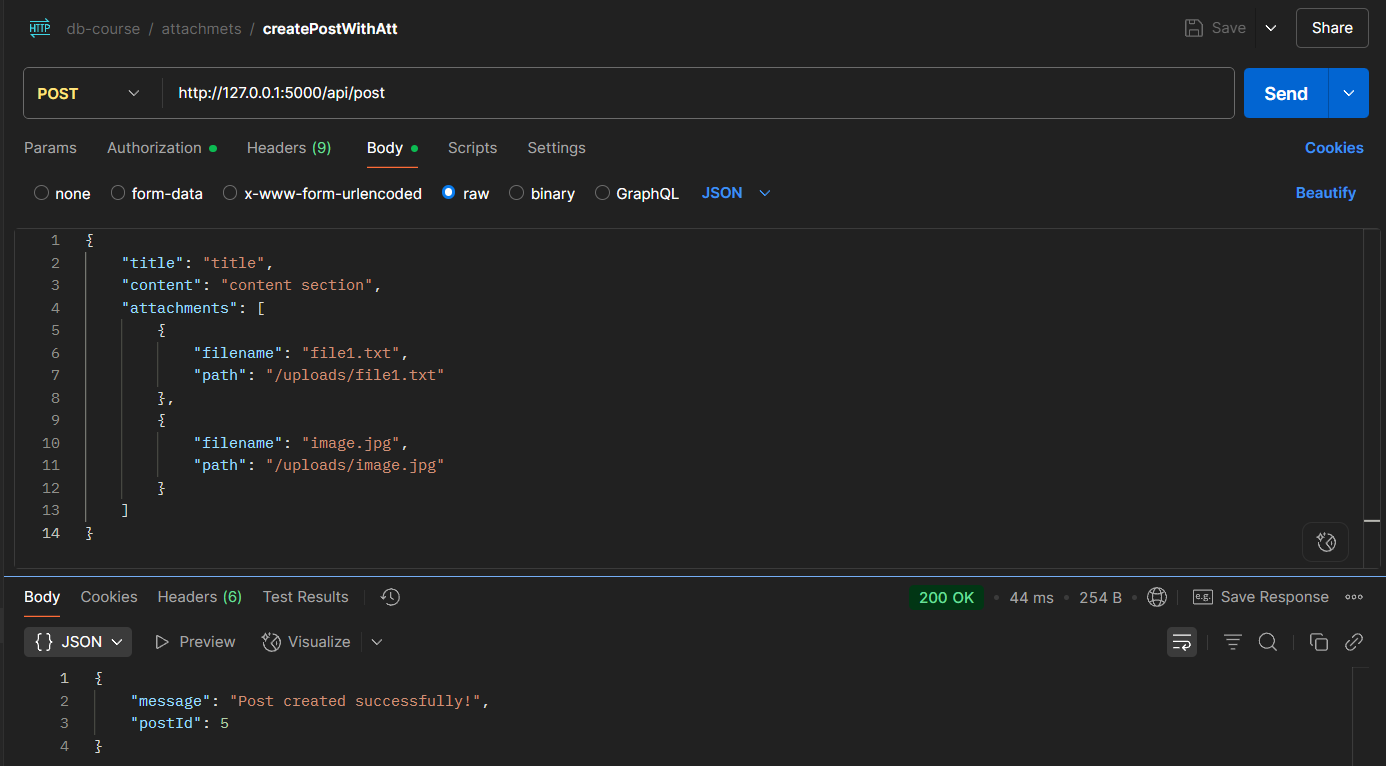 HTTP db-course / attachmets / createPostWithAtt Save Share
POST http://127.0.0.1:5000/api/post Send
Params Authorization Headers (9) Body Scripts Settings Cookies
none form-data x-www-form-urlencoded raw binary GraphQL JSON Beautify
1 {
2 "title": "title",
3 "content": "content section",
4 "attachments": [
5 {
6 "filename": "file1.txt",
7 "path": "/uploads/file1.txt"
8 },
9 {
10 "filename": "image.jpg",
11 "path": "/uploads/image.jpg"
12 }
13 ]
14 }
Body Cookies Headers (6) Test Results 200 OK • 44 ms • 254 B • e.g. Save Response
{} JSON Preview Visualize
1 {
2 "message": "Post created successfully!",
3 "postId": 5
4 }